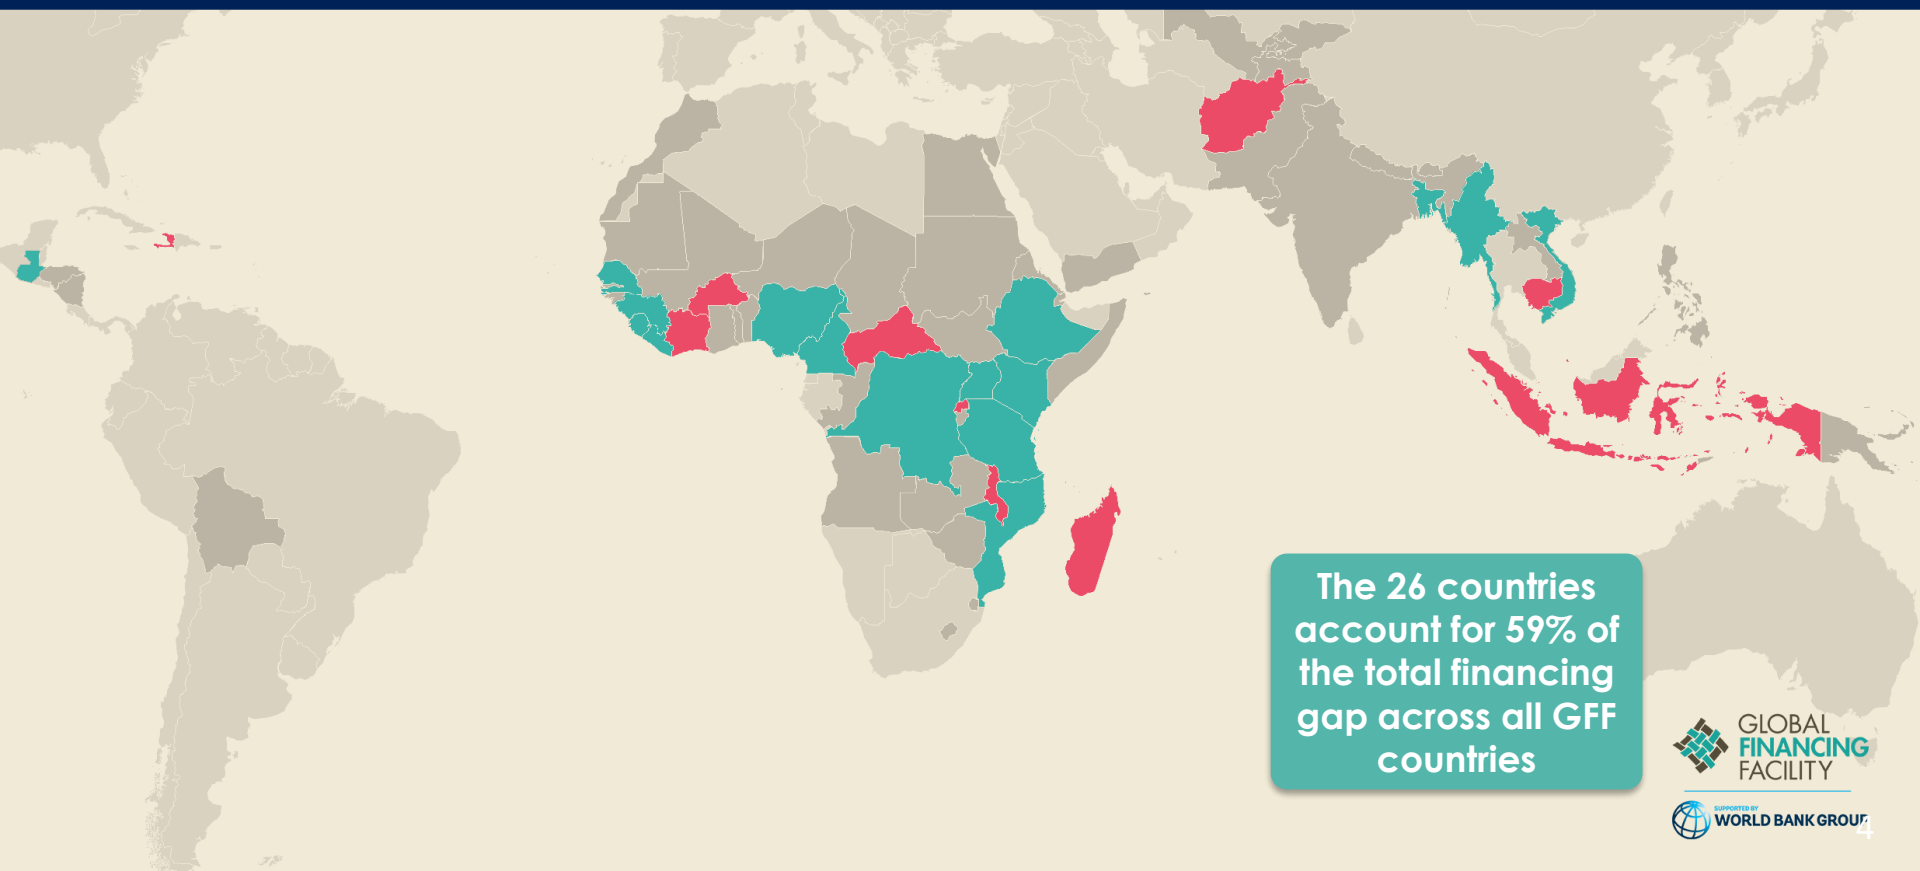 The 26 countries
account for 59% of
the total financing
gap across all GFF
countries
GLOBAL
FINANCING
FACILITY
SUPPORTED BY
WORLD BANK GROUP
4